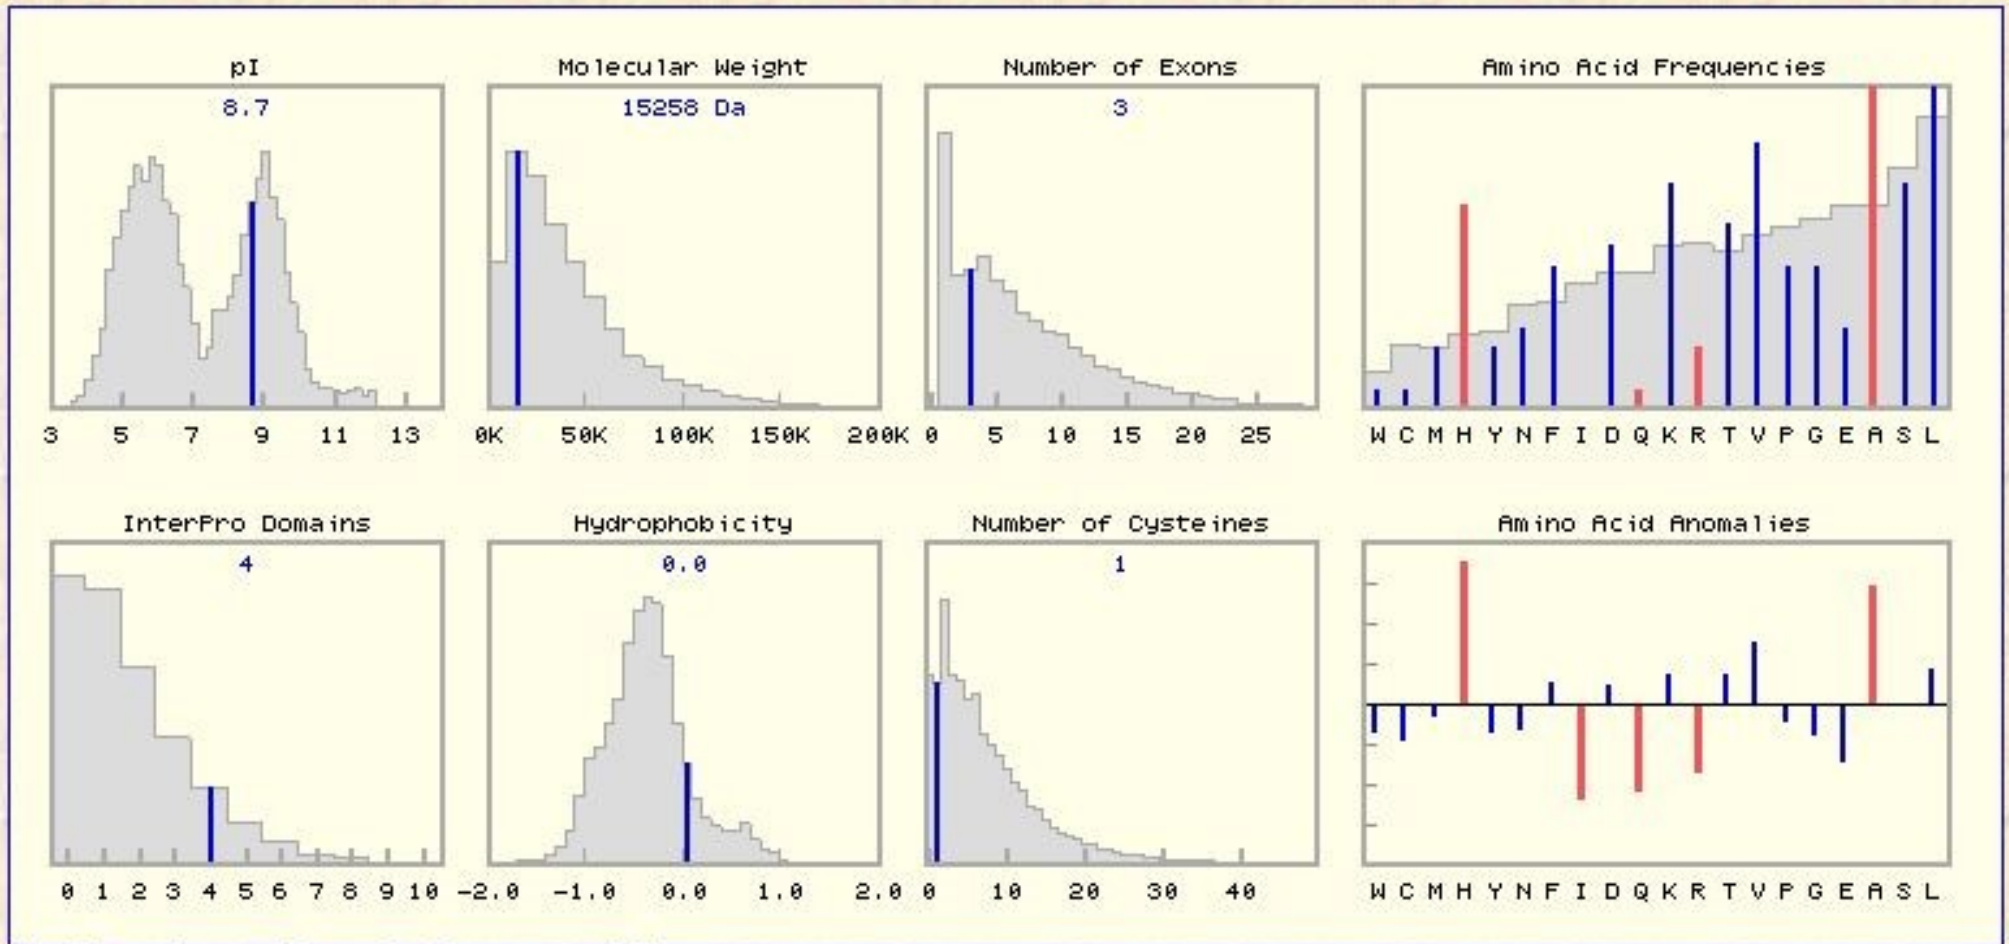 pI
8.7
3 5 7 9 11 13
Molecular Weight
15258 Da
0K 50K 100K 150K 200K
Number of Exons
3
0 5 10 15 20 25
Amino Acid Frequencies
W C M H Y N F I D Q K R T V P G E A S L
InterPro Domains
4
0 1 2 3 4 5 6 7 8 9 10
Hydrophobicity
0.0
-2.0 -1.0 0.0 1.0 2.0
Number of Cysteines
1
0 10 20 30 40
Amino Acid Anomalies
W C M H Y N F I D Q K R T V P G E A S L